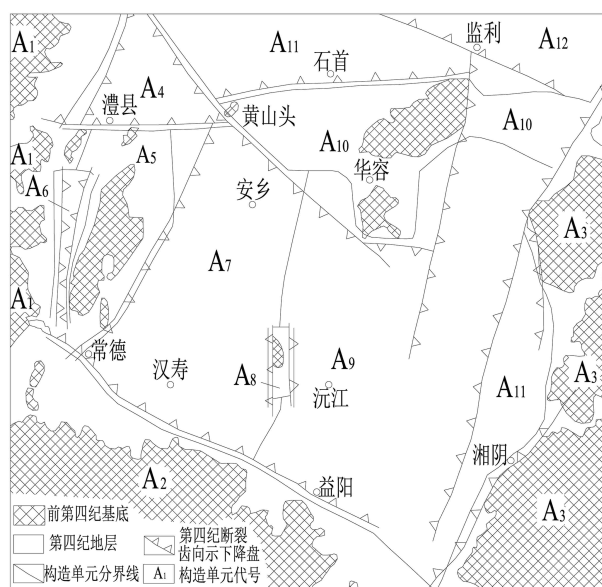 A₁
A₁₁
监利
A₁₂
石首
A₄
澧县
黄山头
A₁₀
A₁₀
A₁
A₅
华容
A₆
安乡
A₃
A₇
A₁
常德
汉寿
A₈
A₉
沅江
A₃
A₁₁
湘阴
A₂
益阳
A₃
前第四纪基底
第四纪断裂
齿向示下降盘
第四纪地层
构造单元分界线
A₁ 构造单元代号